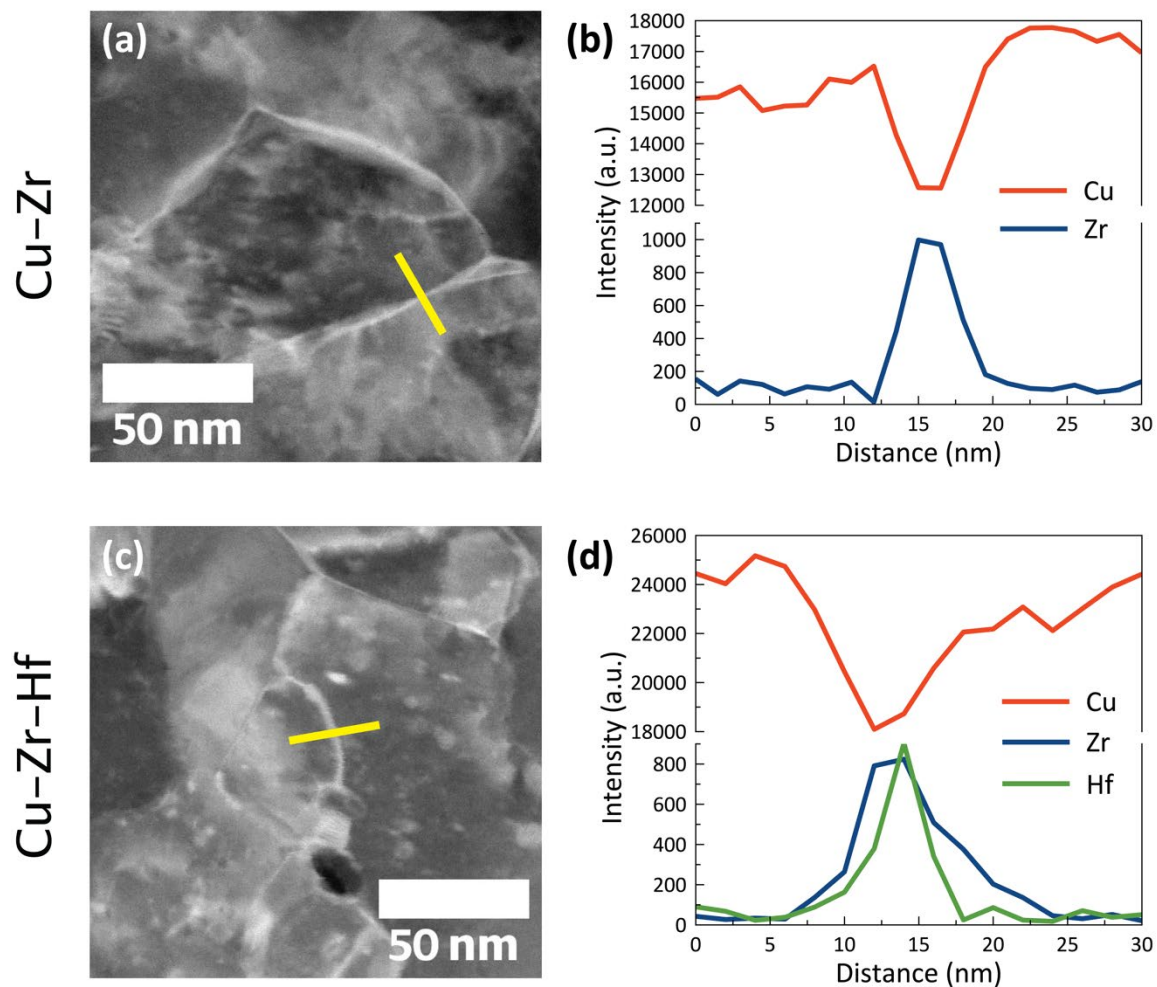 Cu–Zr
(a)
50 nm
(b)
Intensity (a.u.)
18000
17000
16000
15000
14000
13000
12000
1000
800
600
400
200
0
Cu
Zr
0 5 10 15 20 25 30
Distance (nm)
Cu–Zr–Hf
(c)
50 nm
(d)
Intensity (a.u.)
26000
24000
22000
20000
18000
800
600
400
200
0
Cu
Zr
Hf
0 5 10 15 20 25 30
Distance (nm)